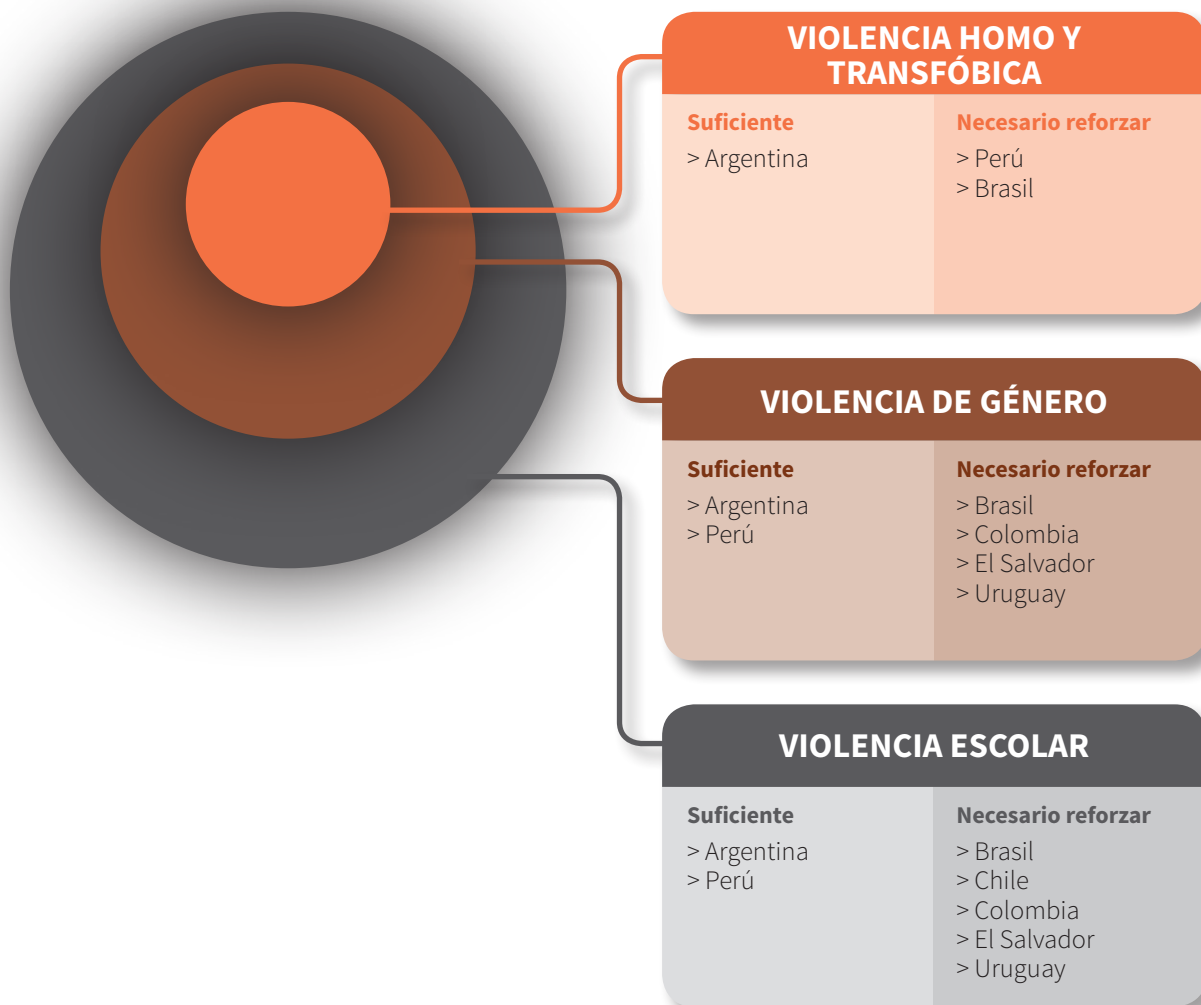 VIOLENCIA HOMO Y
TRANSFÓBICA
Suficiente
> Argentina
Necesario reforzar
> Perú
> Brasil
VIOLENCIA DE GÉNERO
Suficiente
> Argentina
> Perú
Necesario reforzar
> Brasil
> Colombia
> El Salvador
> Uruguay
VIOLENCIA ESCOLAR
Suficiente
> Argentina
> Perú
Necesario reforzar
> Brasil
> Chile
> Colombia
> El Salvador
> Uruguay